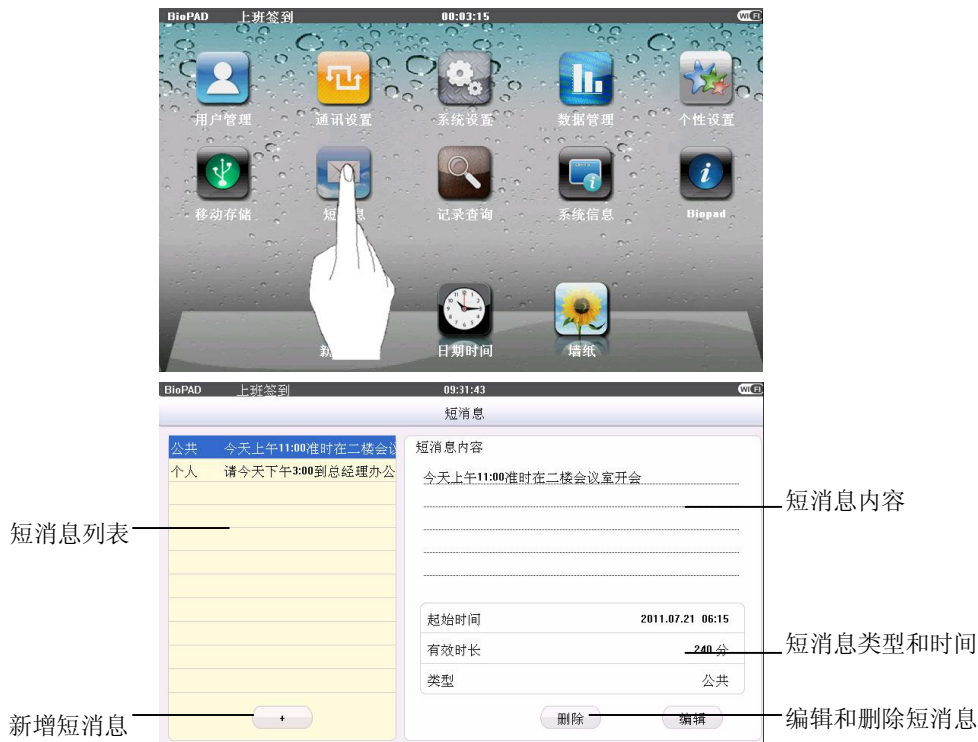 BioPAD 上班签到 00:03:15 WiFi
用户管理 通讯设置 系统设置 数据管理 个性设置
移动存储 短 息 记录查询 系统信息 Biopad
新 日期时间 墙纸
BioPAD 上班签到 09:31:43 WiFi
短消息
公共 今天上午11:00准时在二楼会议
个人 请今天下午3:00到总经理办公
短消息内容
今天上午11:00准时在二楼会议室开会
短消息内容
短消息列表
起始时间 2011.07.21 06:15
有效时长 240 分
短消息类型和时间
类型 公共
新增短消息
+
删除 编辑
编辑和删除短消息